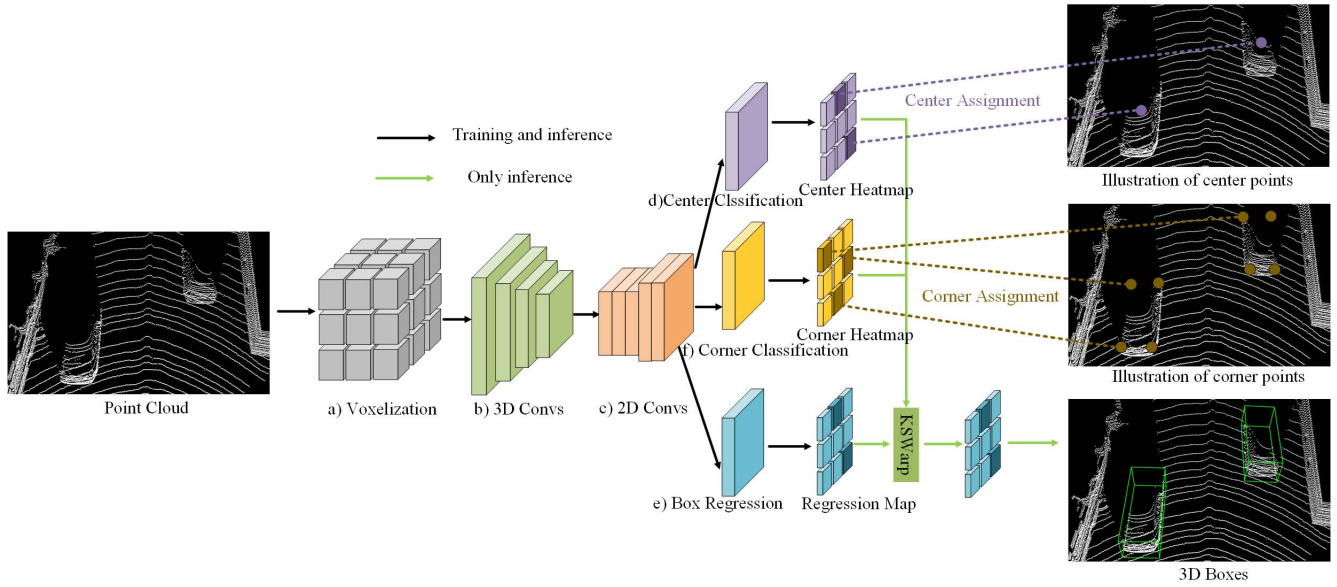 Training and inference
Only inference
Point Cloud
a) Voxelization
b) 3D Convs
c) 2D Convs
d)Center Clssification
Center Heatmap
Center Assignment
Illustration of center points
f) Corner Classification
Corner Heatmap
Corner Assignment
Illustration of corner points
e) Box Regression
Regression Map
KSWarp
3D Boxes